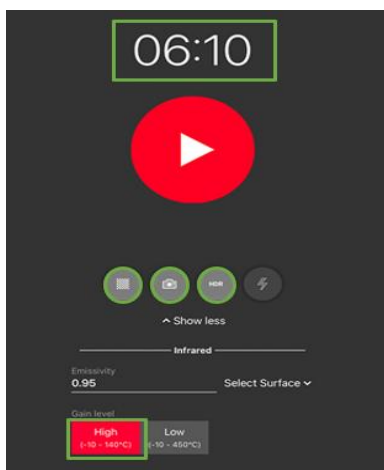 06:10
HDR
Show less
Infrared
Emissivity
0.95 Select Surface
Gain level
High Low
(-10 - 140°C) (-10 - 450°C)